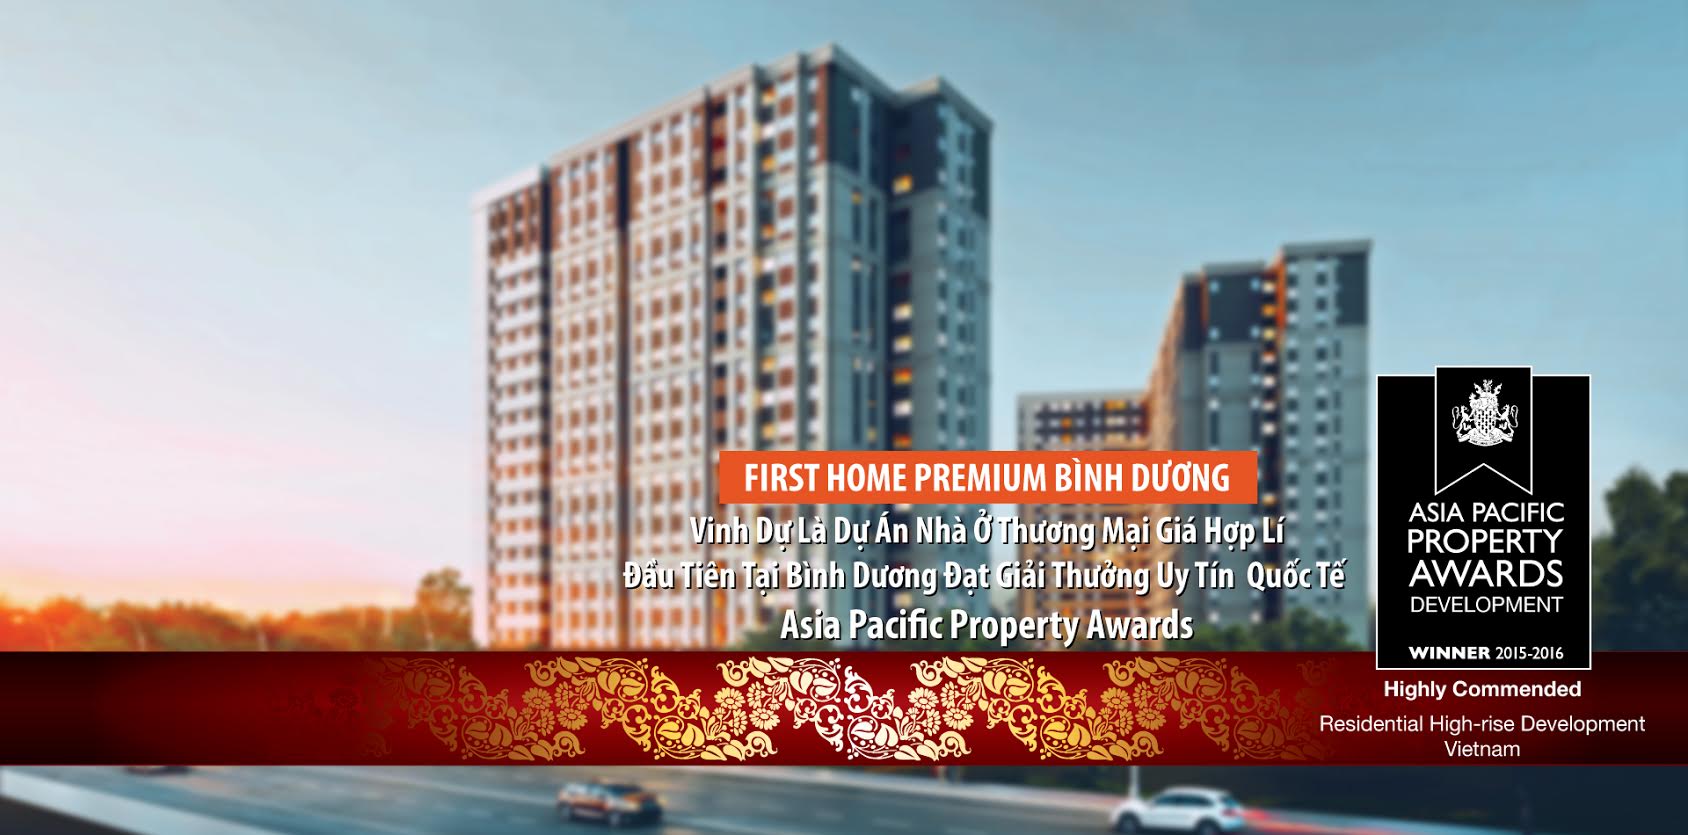 FIRST HOME PREMIUM BÌNH DƯƠNG
Vinh Dự Là Dự Án Nhà Ở Thương Mại Giá Hợp Lí
Đầu Tiên Tại Bình Dương Đạt Giải Thưởng Uy Tín Quốc Tế
Asia Pacific Property Awards
ASIA PACIFIC
PROPERTY
AWARDS
DEVELOPMENT
WINNER 2015-2016
Highly Commended
Residential High-rise Development
Vietnam